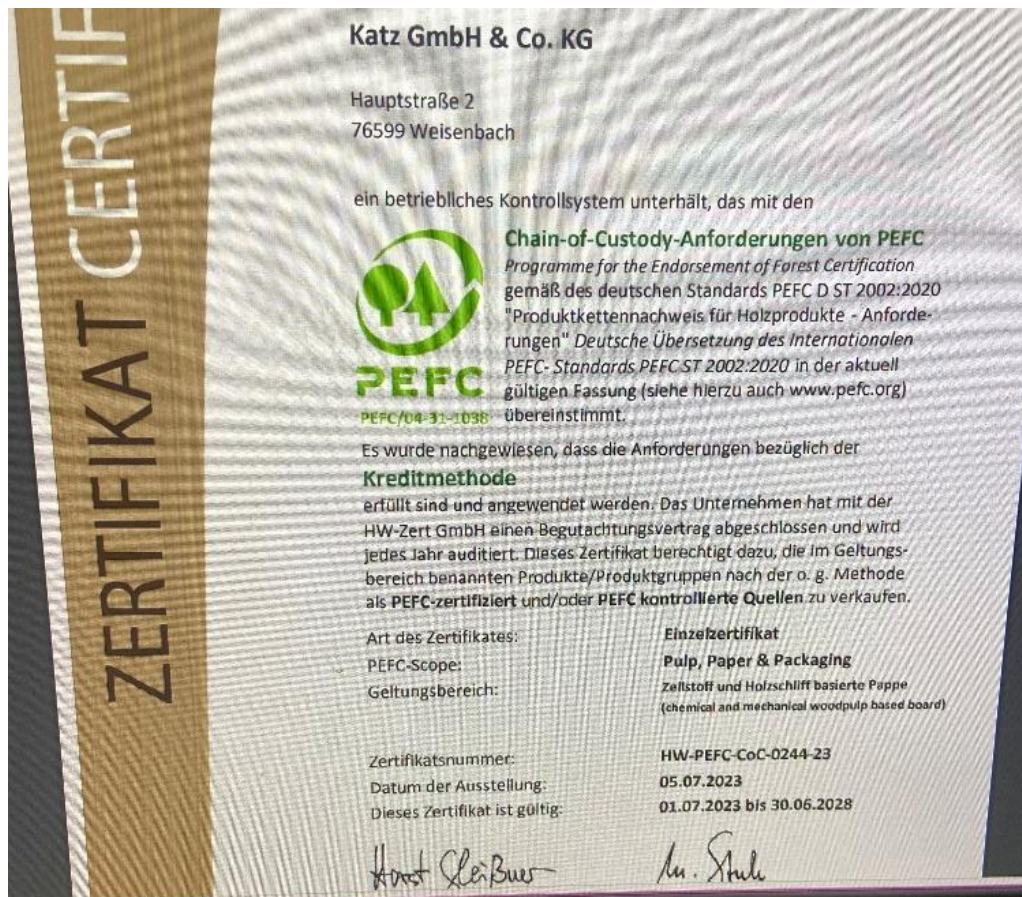 ZERTIFIKAT CERTIF
Katz GmbH & Co. KG
Hauptstraße 2
76599 Weisenbach
ein betriebliches Kontrollsystem unterhält, das mit den
Chain-of-Custody-Anforderungen von PEFC
Programme for the Endorsement of Forest Certification
gemäß des deutschen Standards PEFC D ST 2002:2020
"Produktkettennachweis für Holzprodukte - Anforde-
rungen" Deutsche Übersetzung des Internationalen
PEFC- Standards PEFC ST 2002:2020 in der aktuell
gültigen Fassung (siehe hierzu auch www.pefc.org)
übereinstimmt.
PEFC
PEFC/04-31-1038
Es wurde nachgewiesen, dass die Anforderungen bezüglich der
Kreditmethode
erfüllt sind und angewendet werden. Das Unternehmen hat mit der
HW-Zert GmbH einen Begutachtungsvertrag abgeschlossen und wird
jedes Jahr auditiert. Dieses Zertifikat berechtigt dazu, die im Geltungs-
bereich benannten Produkte/Produktgruppen nach der o. g. Methode
als PEFC-zertifiziert und/oder PEFC kontrollierte Quellen zu verkaufen.
Art des Zertifikates: Einzelzertifikat
PEFC-Scope: Pulp, Paper & Packaging
Geltungsbereich: Zellstoff und Holzschliff basierte Pappe
(chemical and mechanical woodpulp based board)
Zertifikatsnummer: HW-PEFC-CoC-0244-23
Datum der Ausstellung: 05.07.2023
Dieses Zertifikat ist gültig: 01.07.2023 bis 30.06.2028